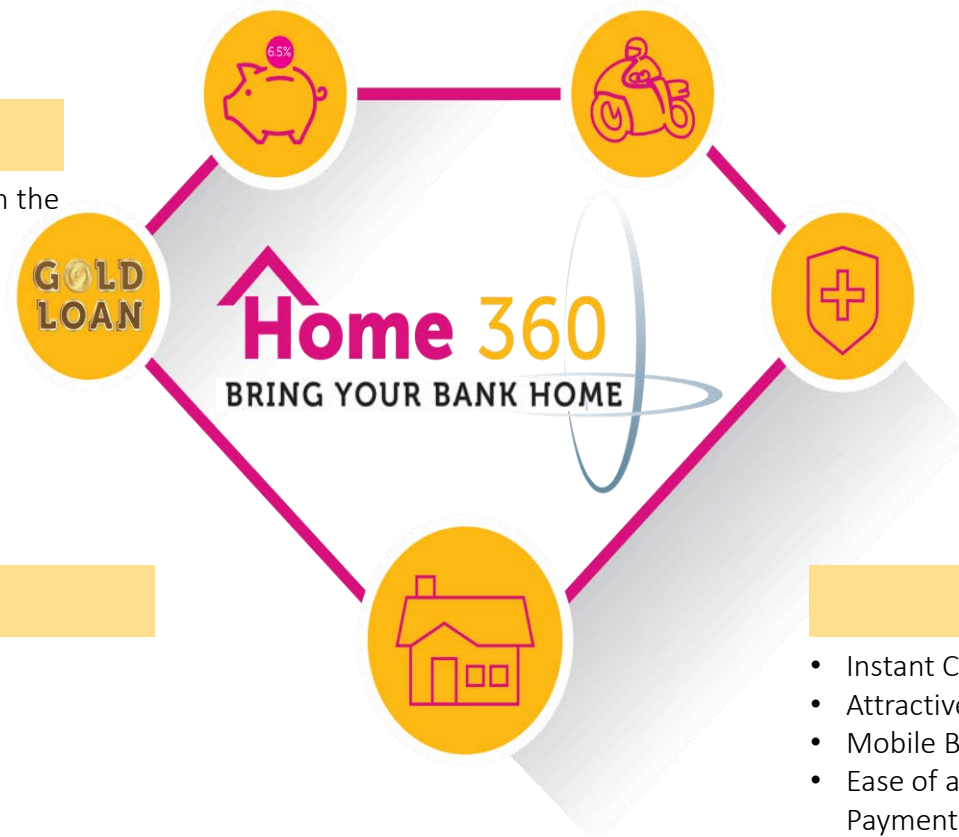 6.5%
n the
GOLD
LOAN
Home 360
BRING YOUR BANK HOME
• Instant C
• Attractive
• Mobile B
• Ease of a
Payment